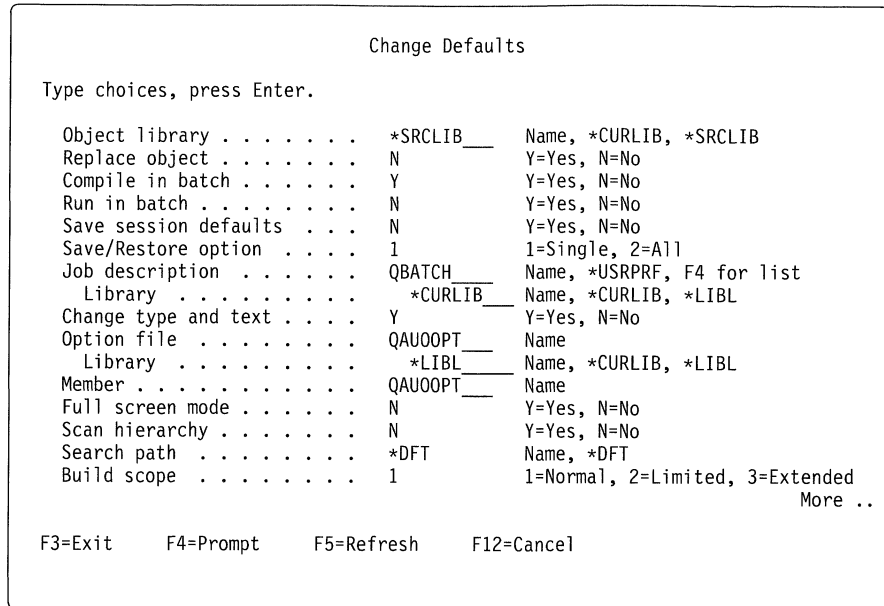 Change Defaults
Type choices, press Enter.
Object library . . . . . . . *SRCLIB___ Name, *CURLIB, *SRCLIB
Replace object . . . . . . . N Y=Yes, N=No
Compile in batch . . . . . . Y Y=Yes, N=No
Run in batch . . . . . . . . N Y=Yes, N=No
Save session defaults . . . N Y=Yes, N=No
Save/Restore option . . . . 1 1=Single, 2=All
Job description . . . . . . QBATCH____ Name, *USRPRF, F4 for list
Library . . . . . . . . . *CURLIB___ Name, *CURLIB, *LIBL
Change type and text . . . . Y Y=Yes, N=No
Option file . . . . . . . . QAUOOPT___ Name
Library . . . . . . . . . *LIBL_____ Name, *CURLIB, *LIBL
Member . . . . . . . . . . . QAUOOPT___ Name
Full screen mode . . . . . . N Y=Yes, N=No
Scan hierarchy . . . . . . . N Y=Yes, N=No
Search path . . . . . . . . *DFT Name, *DFT
Build scope . . . . . . . . 1 1=Normal, 2=Limited, 3=Extended
More ..
F3=Exit F4=Prompt F5=Refresh F12=Cancel